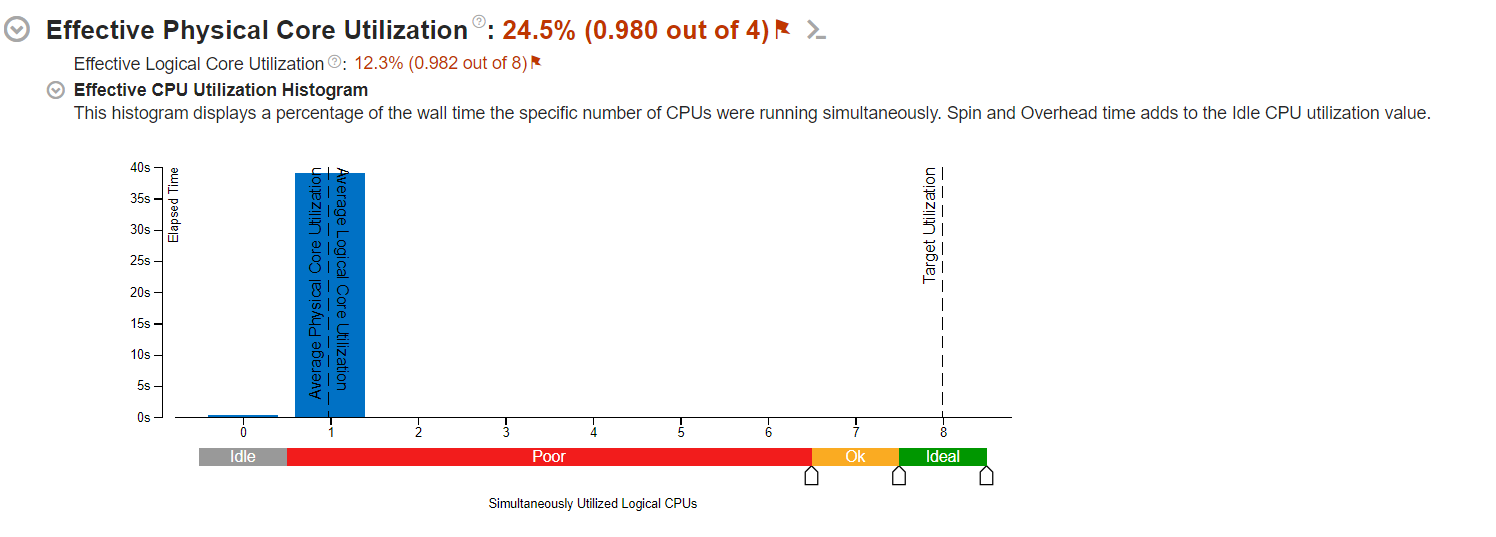 Effective Physical Core Utilization ?: 24.5% (0.980 out of 4)
Effective Logical Core Utilization ?: 12.3% (0.982 out of 8)
Effective CPU Utilization Histogram
This histogram displays a percentage of the wall time the specific number of CPUs were running simultaneously. Spin and Overhead time adds to the Idle CPU utilization value.
40s
35s
30s
25s
20s
15s
10s
5s
0s
Elapsed Time
Average Physical Core Utilization
Average Logical Core Utilization
Target Utilization
0 1 2 3 4 5 6 7 8
Idle Poor Ok Ideal
Simultaneously Utilized Logical CPUs